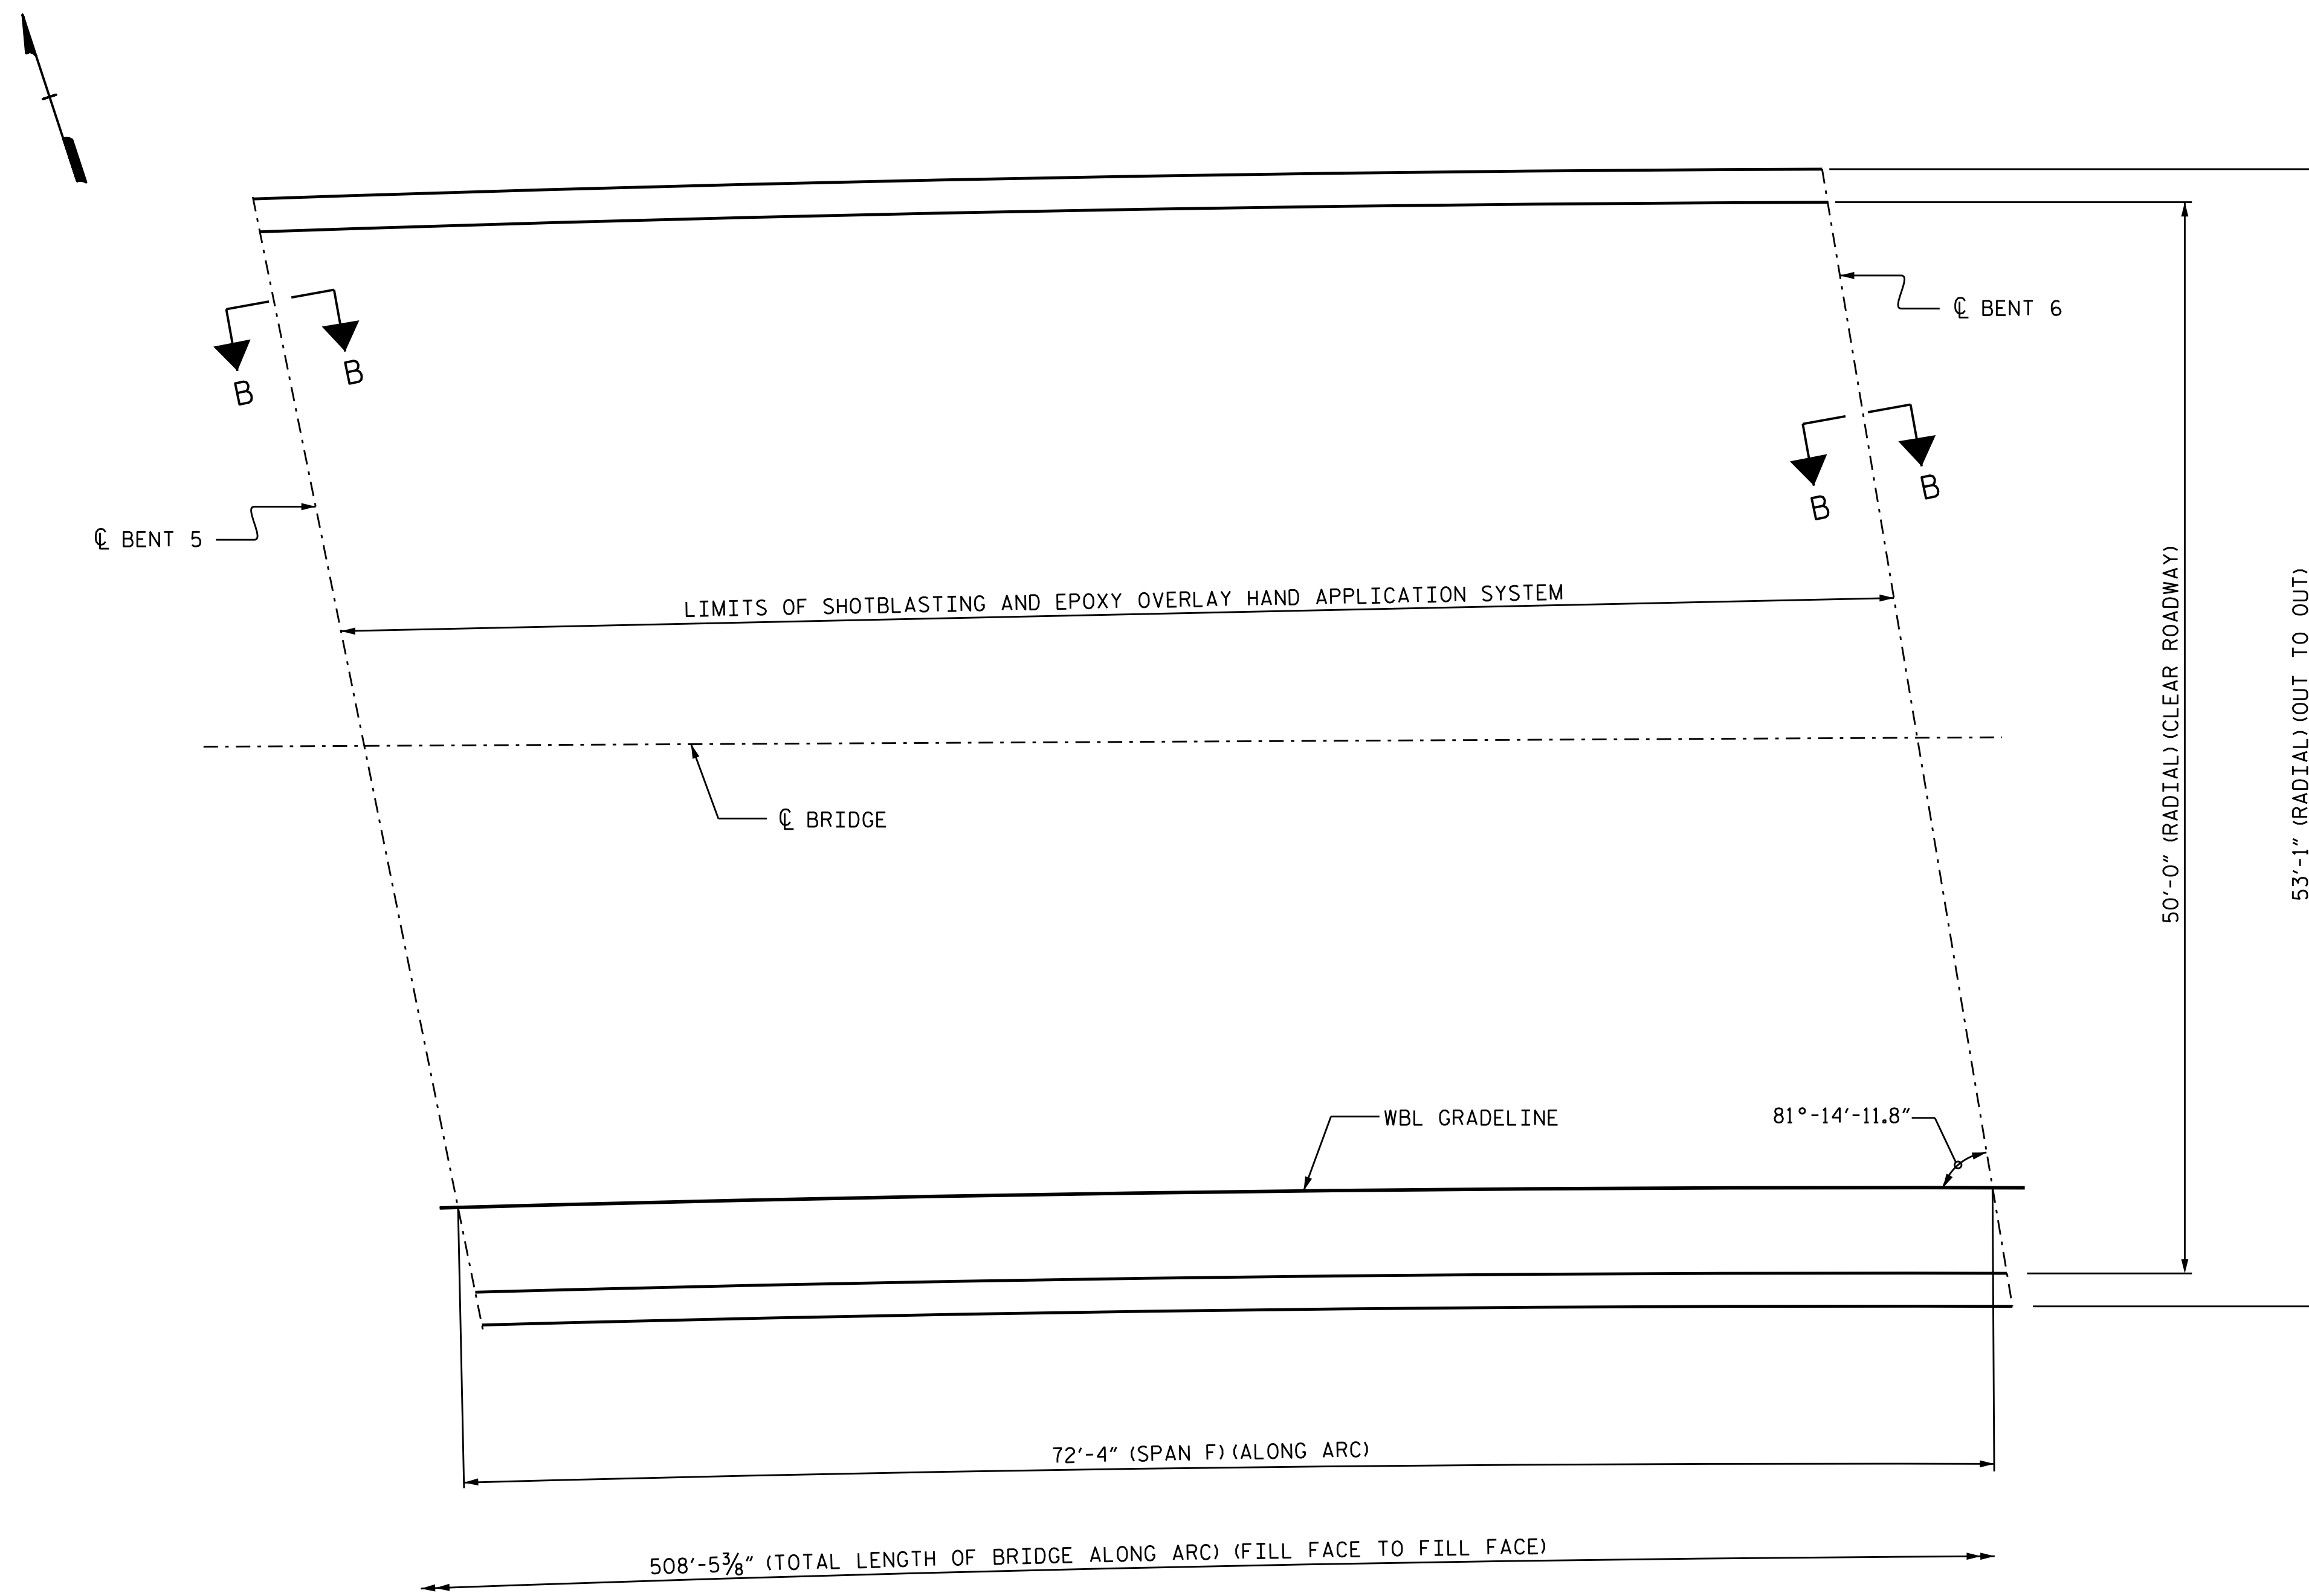 B
B
℄ BENT 6
B
B
℄ BENT 5
LIMITS OF SHOTBLASTING AND EPOXY OVERLAY HAND APPLICATION SYSTEM
50'-0" (RADIAL) (CLEAR ROADWAY)
53'-1" (RADIAL) (OUT TO OUT)
℄ BRIDGE
WBL GRADELINE
81°-14'-11.8"
72'-4" (SPAN F) (ALONG ARC)
508'-5⅜" (TOTAL LENGTH OF BRIDGE ALONG ARC) (FILL FACE TO FILL FACE)